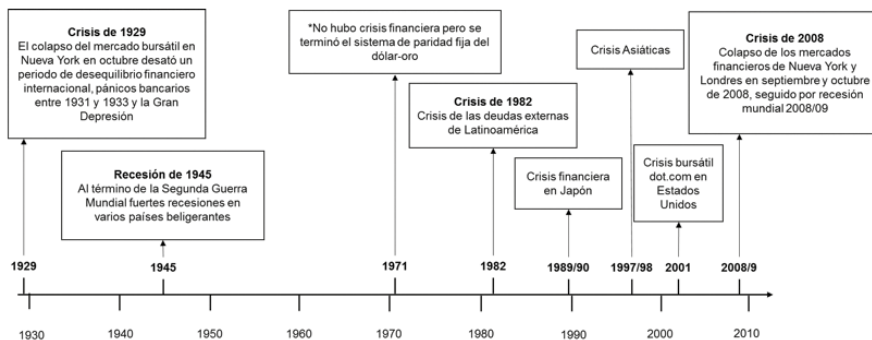 Crisis de 1929
El colapso del mercado bursátil en
Nueva York en octubre desató un
periodo de desequilibrio financiero
internacional, pánicos bancarios
entre 1931 y 1933 y la Gran
Depresión
*No hubo crisis financiera pero se
terminó el sistema de paridad fija del
dólar-oro
Crisis Asiáticas
Crisis de 2008
Colapso de los mercados
financieros de Nueva York y
Londres en septiembre y octubre
de 2008, seguido por recesión
mundial 2008/09
Recesión de 1945
Al término de la Segunda Guerra
Mundial fuertes recesiones en
varios países beligerantes
Crisis de 1982
Crisis de las deudas externas
de Latinoamérica
Crisis financiera
en Japón
Crisis bursátil
dot.com en
Estados
Unidos
1929 1945 1971 1982 1989/90 1997/98 2001 2008/9
1930 1940 1950 1960 1970 1980 1990 2000 2010